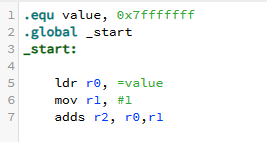 1 .equ value, 0x7fffffff
2 .global _start
3 _start:
4
5 ldr r0, =value
6 mov r1, #1
7 adds r2, r0,r1